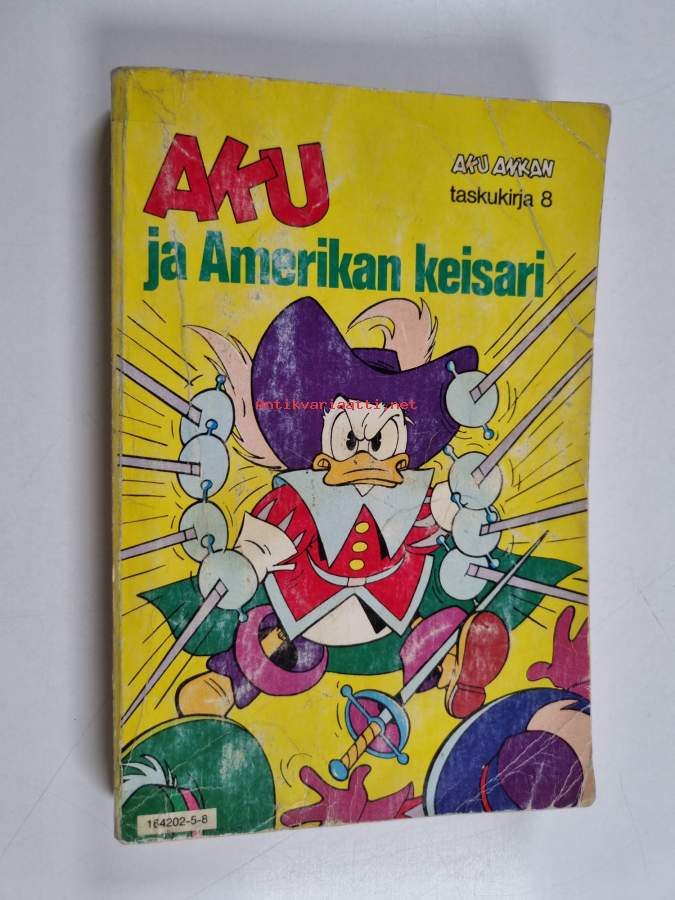 AKU
AKU ANKAN
taskukirja 8
ja Amerikan keisari
Antikvariaatti.net
164202-5-8